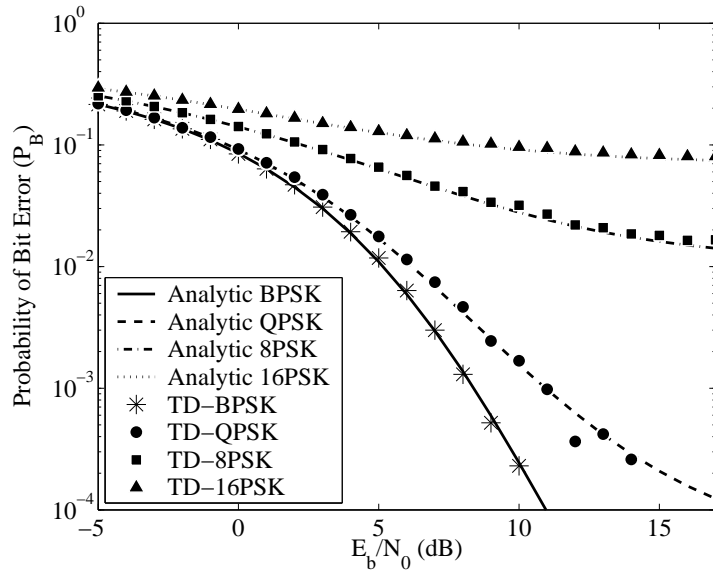 10^0
10^-1
10^-2
10^-3
10^-4
Probability of Bit Error (P_B)
Analytic BPSK
Analytic QPSK
Analytic 8PSK
Analytic 16PSK
TD-BPSK
TD-QPSK
TD-8PSK
TD-16PSK
-5 0 5 10 15
E_b/N_0 (dB)